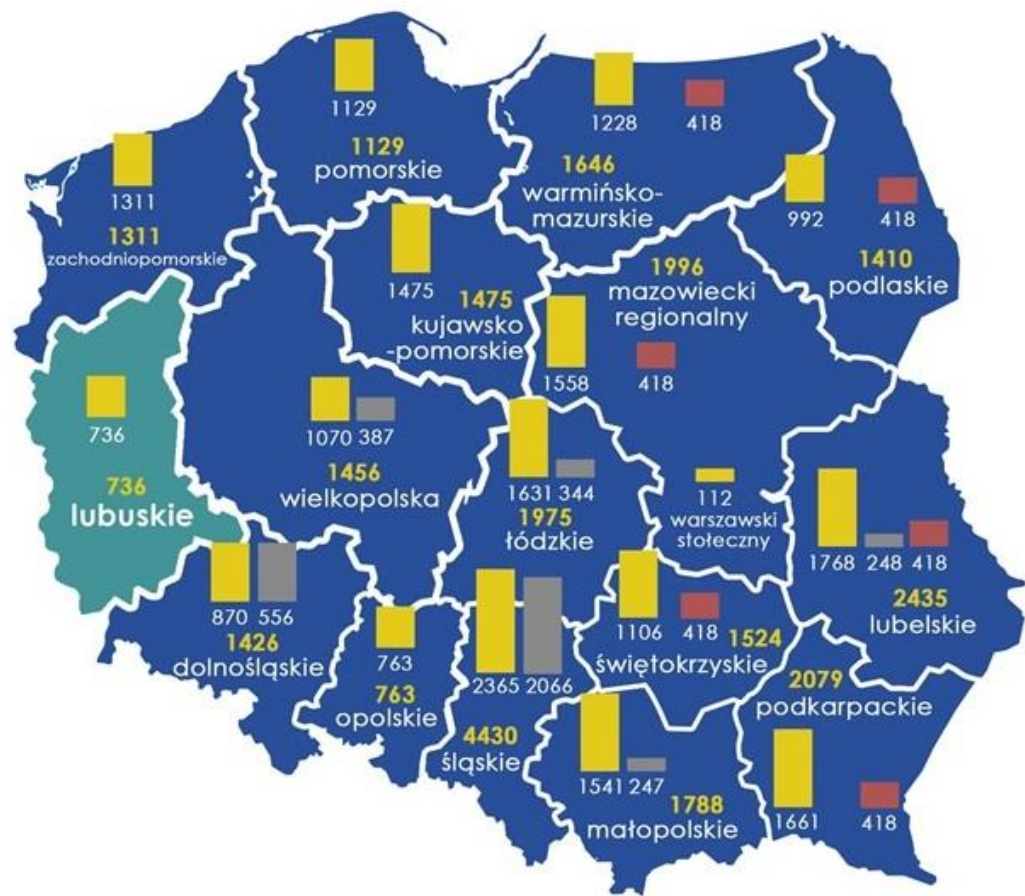 1129
1129
pomorskie
1228 418
1646
warmińsko-
mazurskie
1311
1311
zachodniopomorskie
992 418
1410
podlaskie
1475
1475
kujawsko
-pomorskie
1996
mazowiecki
regionalny
1558 418
736
736
lubuskie
1070 387
1456
wielkopolska
1631 344
1975
łódzkie
112
warszawski
stołeczny
1768 248 418
2435
lubelskie
870 556
1426
dolnośląskie
763
763
opolskie
2365 2066
4430
śląskie
1106 418
1524
świętokrzyskie
2079
podkarpackie
1661 418
1541 247
1788
małopolskie